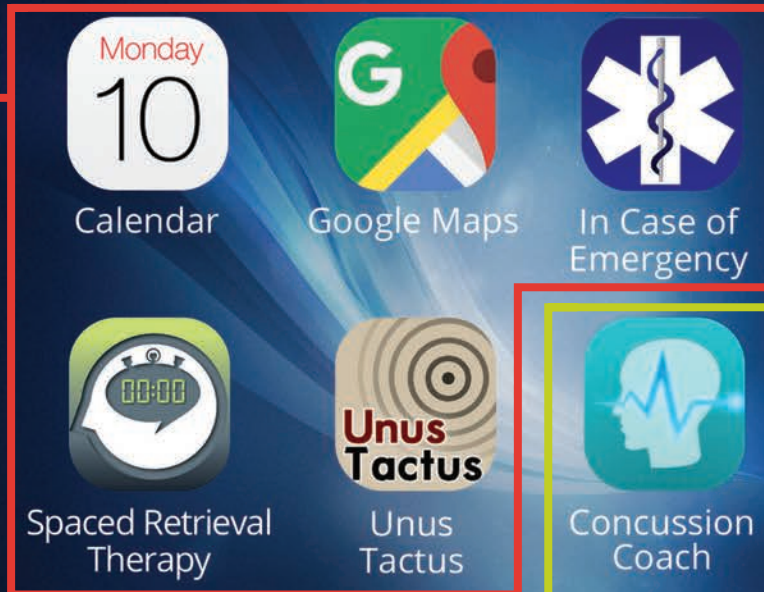 Monday
10
Calendar
G
Google Maps
In Case of
Emergency
00:00
Spaced Retrieval
Therapy
Unus
Tactus
Unus
Tactus
Concussion
Coach